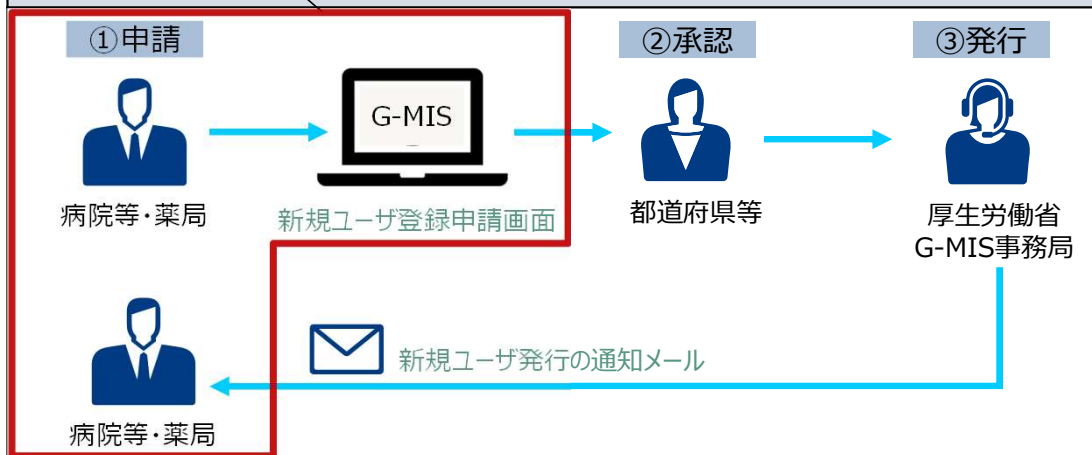 ①申請
②承認
③発行
G-MIS
病院等・薬局
新規ユーザ登録申請画面
都道府県等
厚生労働省
G-MIS事務局
新規ユーザ発行の通知メール
病院等・薬局